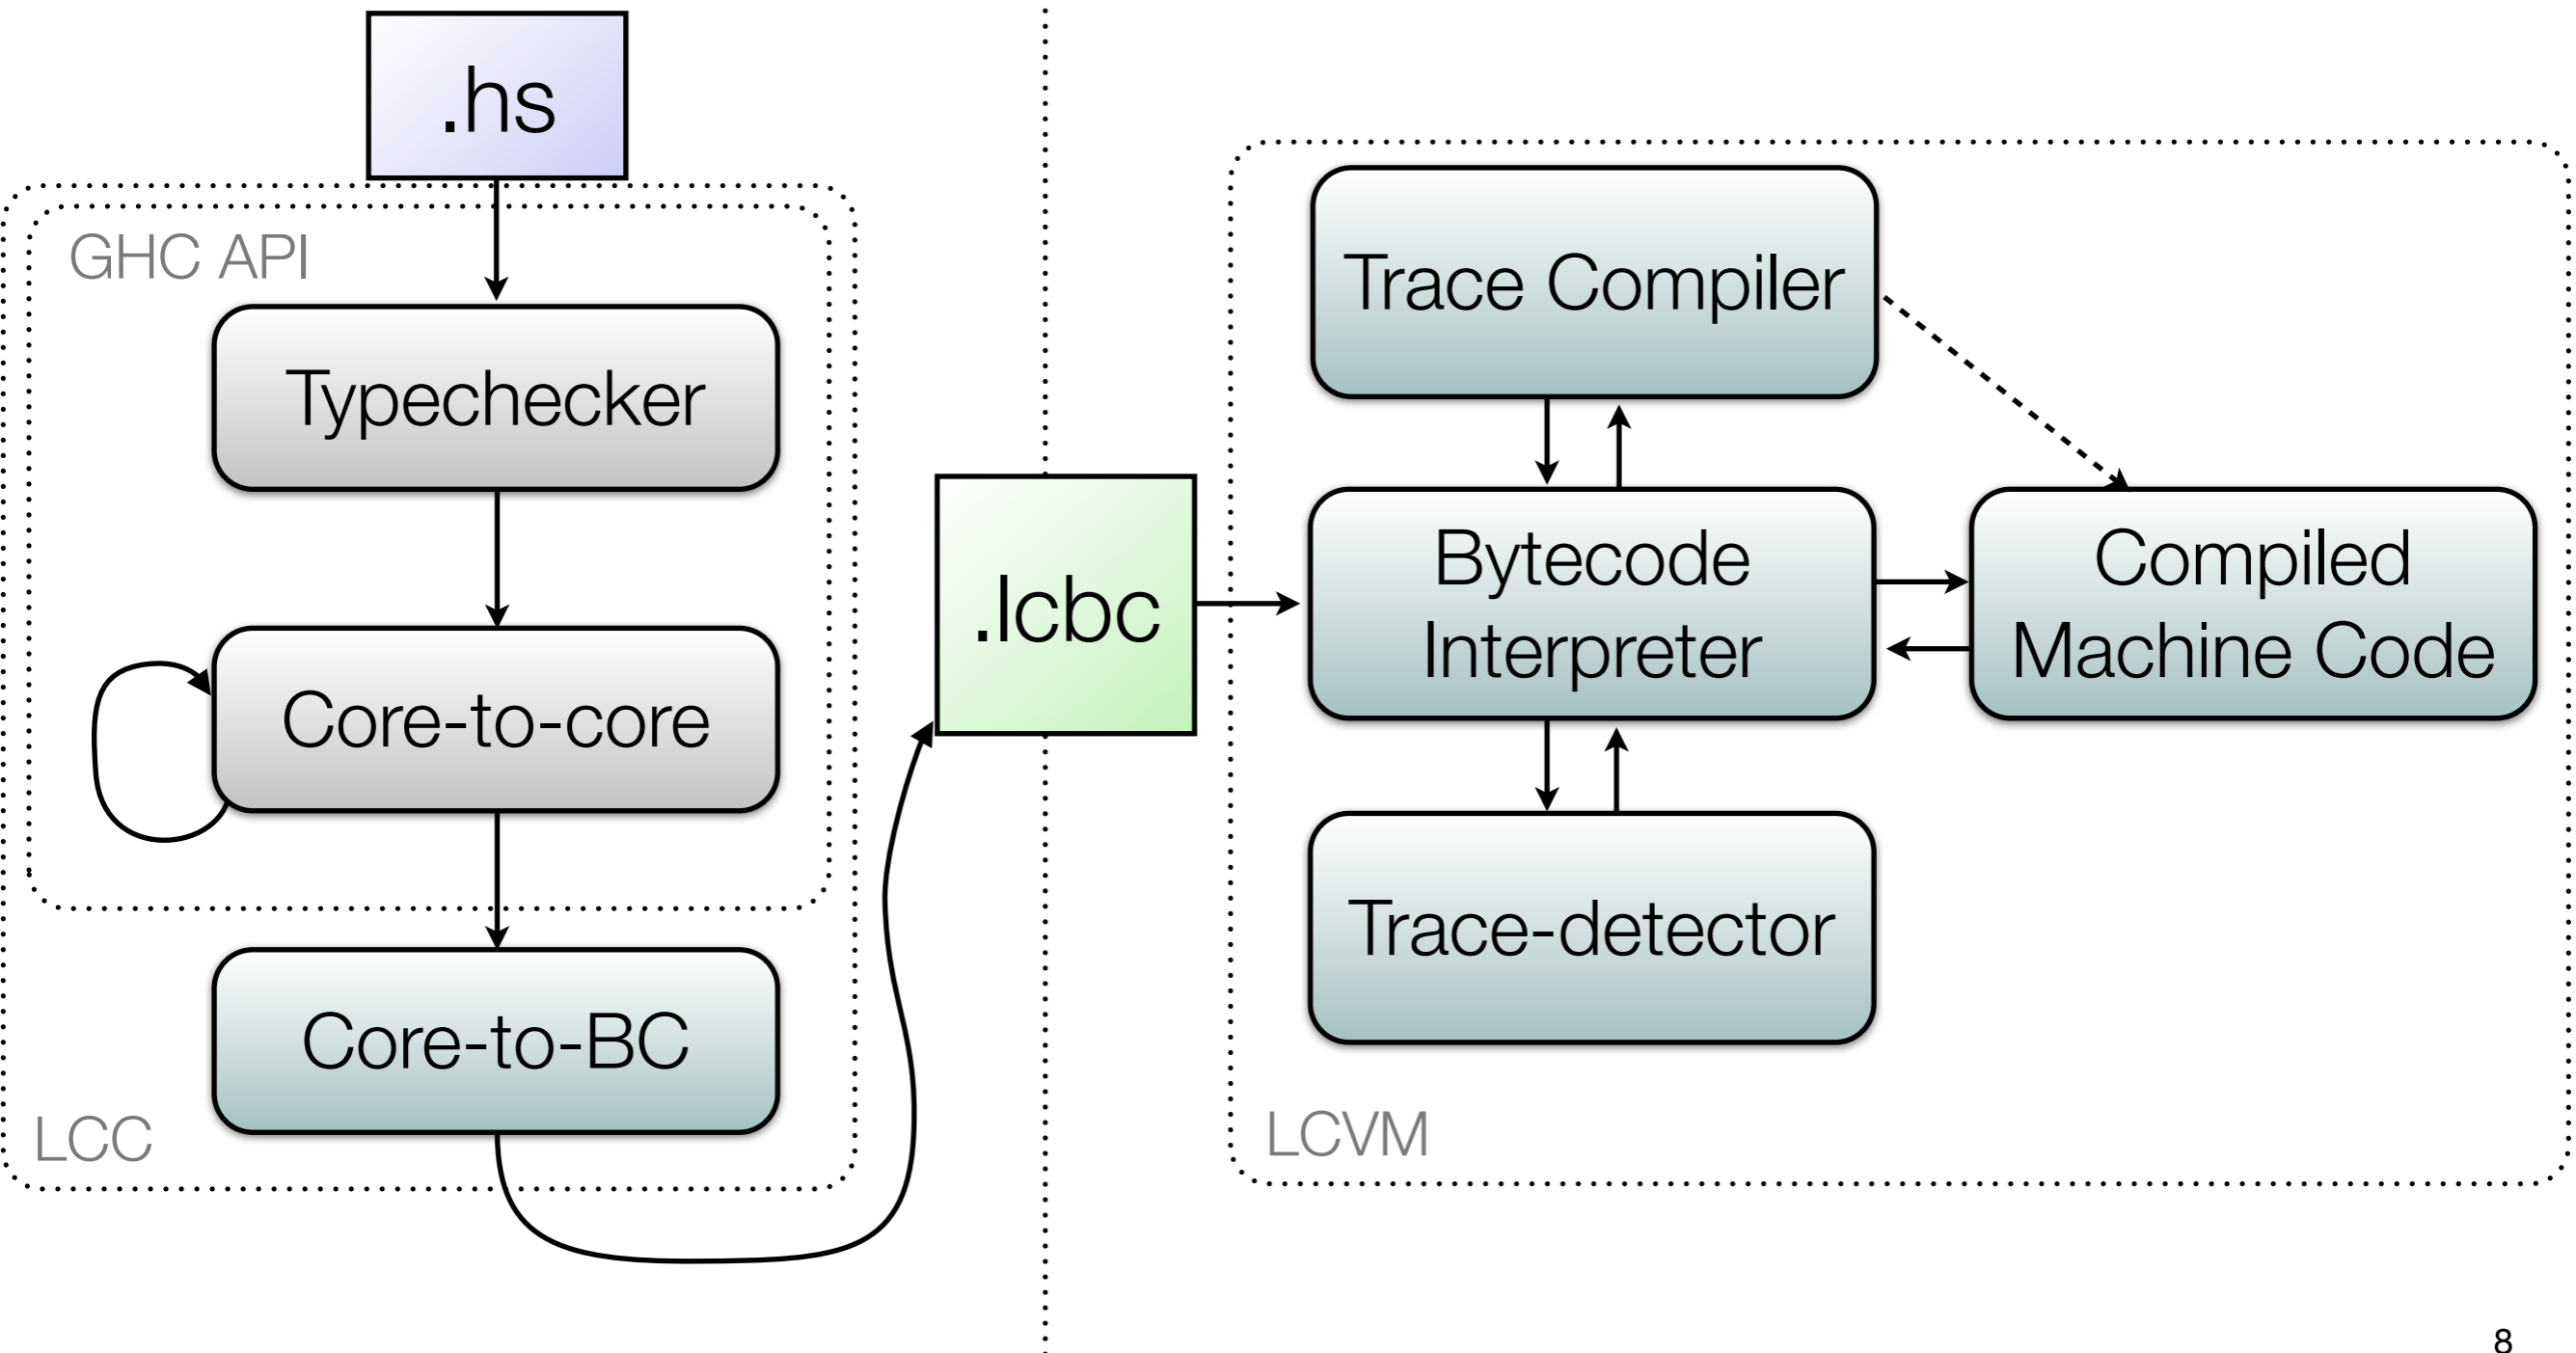 .hs
GHC API
Typechecker
Core-to-core
Core-to-BC
LCC
.lcbc
Trace Compiler
Bytecode
Interpreter
Compiled
Machine Code
Trace-detector
LCVM
8